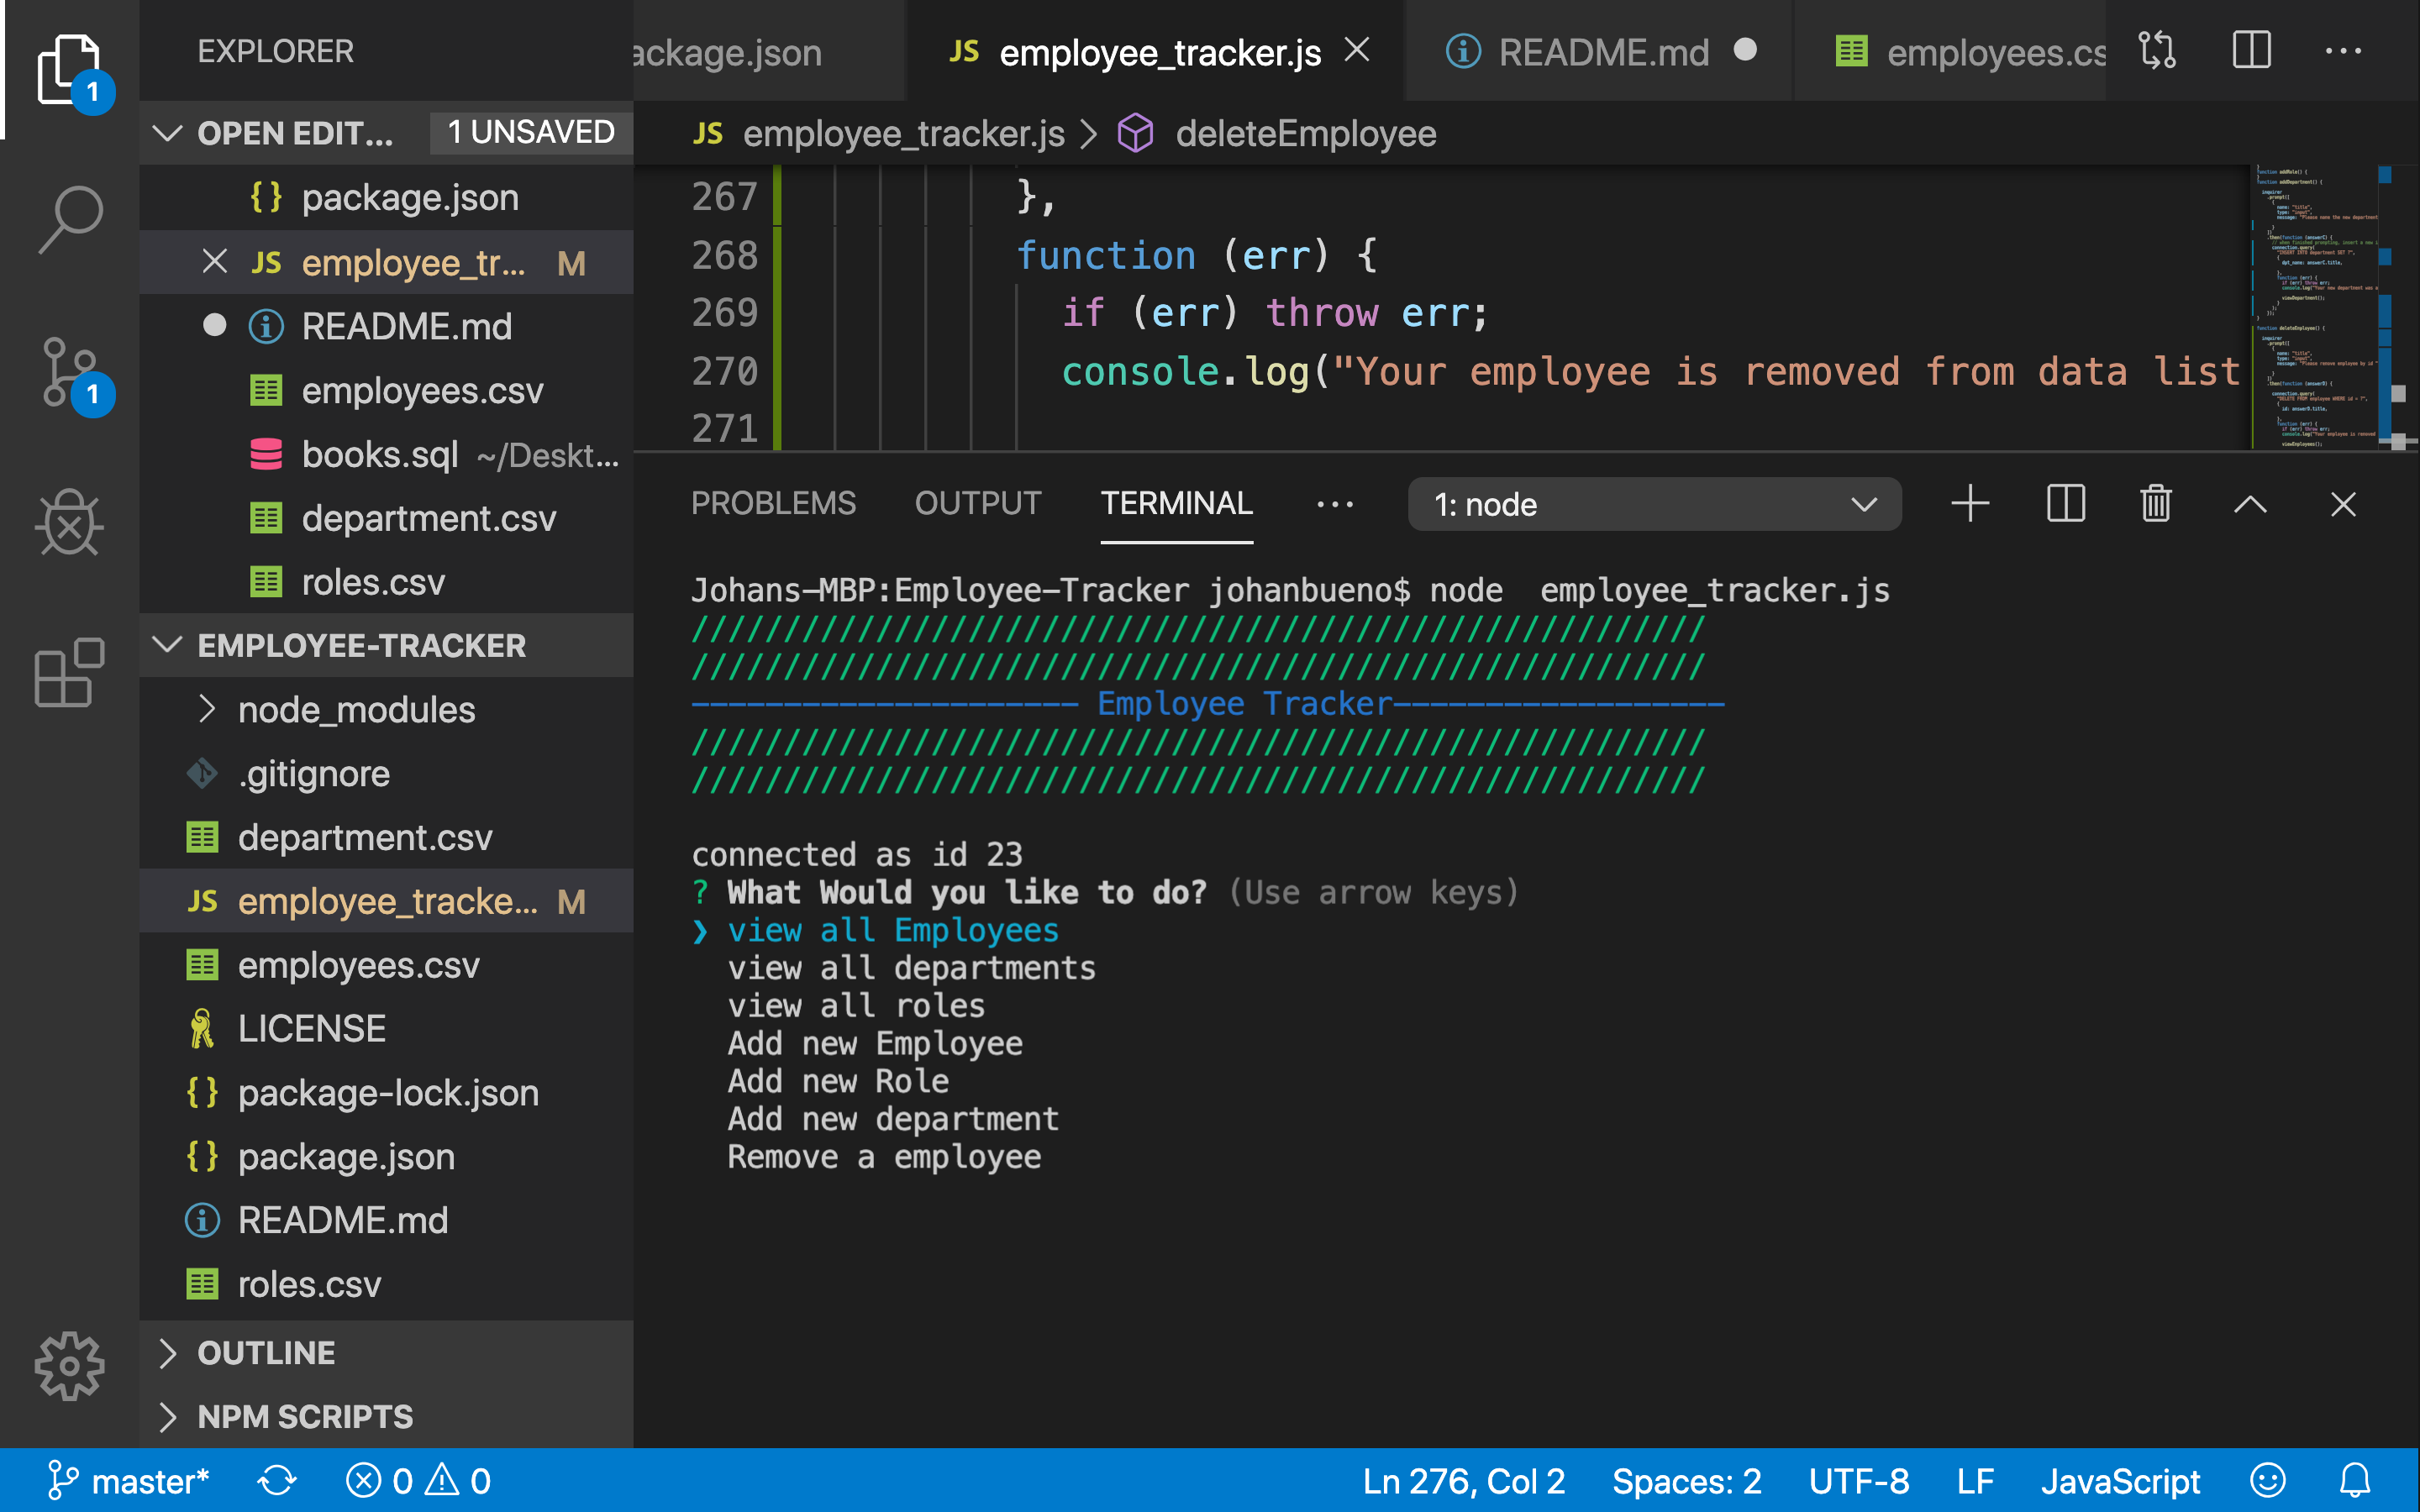 EXPLORER
1
OPEN EDIT... 1 UNSAVED
{} package.json
JS employee_tr... M
README.md
employees.csv
1
books.sql ~/Deskt...
department.csv
roles.csv
EMPLOYEE-TRACKER
node_modules
.gitignore
department.csv
JS employee_tracke... M
employees.csv
LICENSE
{} package-lock.json
{} package.json
README.md
roles.csv
OUTLINE
NPM SCRIPTS
ackage.json JS employee_tracker.js README.md employees.cs
JS employee_tracker.js > deleteEmployee
267 },
268 function (err) {
269 if (err) throw err;
270 console.log("Your employee is removed from data list
271
PROBLEMS OUTPUT TERMINAL ... 1: node
Johans-MBP:Employee-Tracker johanbueno$ node  employee_tracker.js
///////////////////////////////////////////////////////
///////////////////////////////////////////////////////
--------------------- Employee Tracker------------------
///////////////////////////////////////////////////////
///////////////////////////////////////////////////////
connected as id 23
? What Would you like to do? (Use arrow keys)
❯ view all Employees
view all departments
view all roles
Add new Employee
Add new Role
Add new department
Remove a employee
master* 0 0 Ln 276, Col 2 Spaces: 2 UTF-8 LF JavaScript